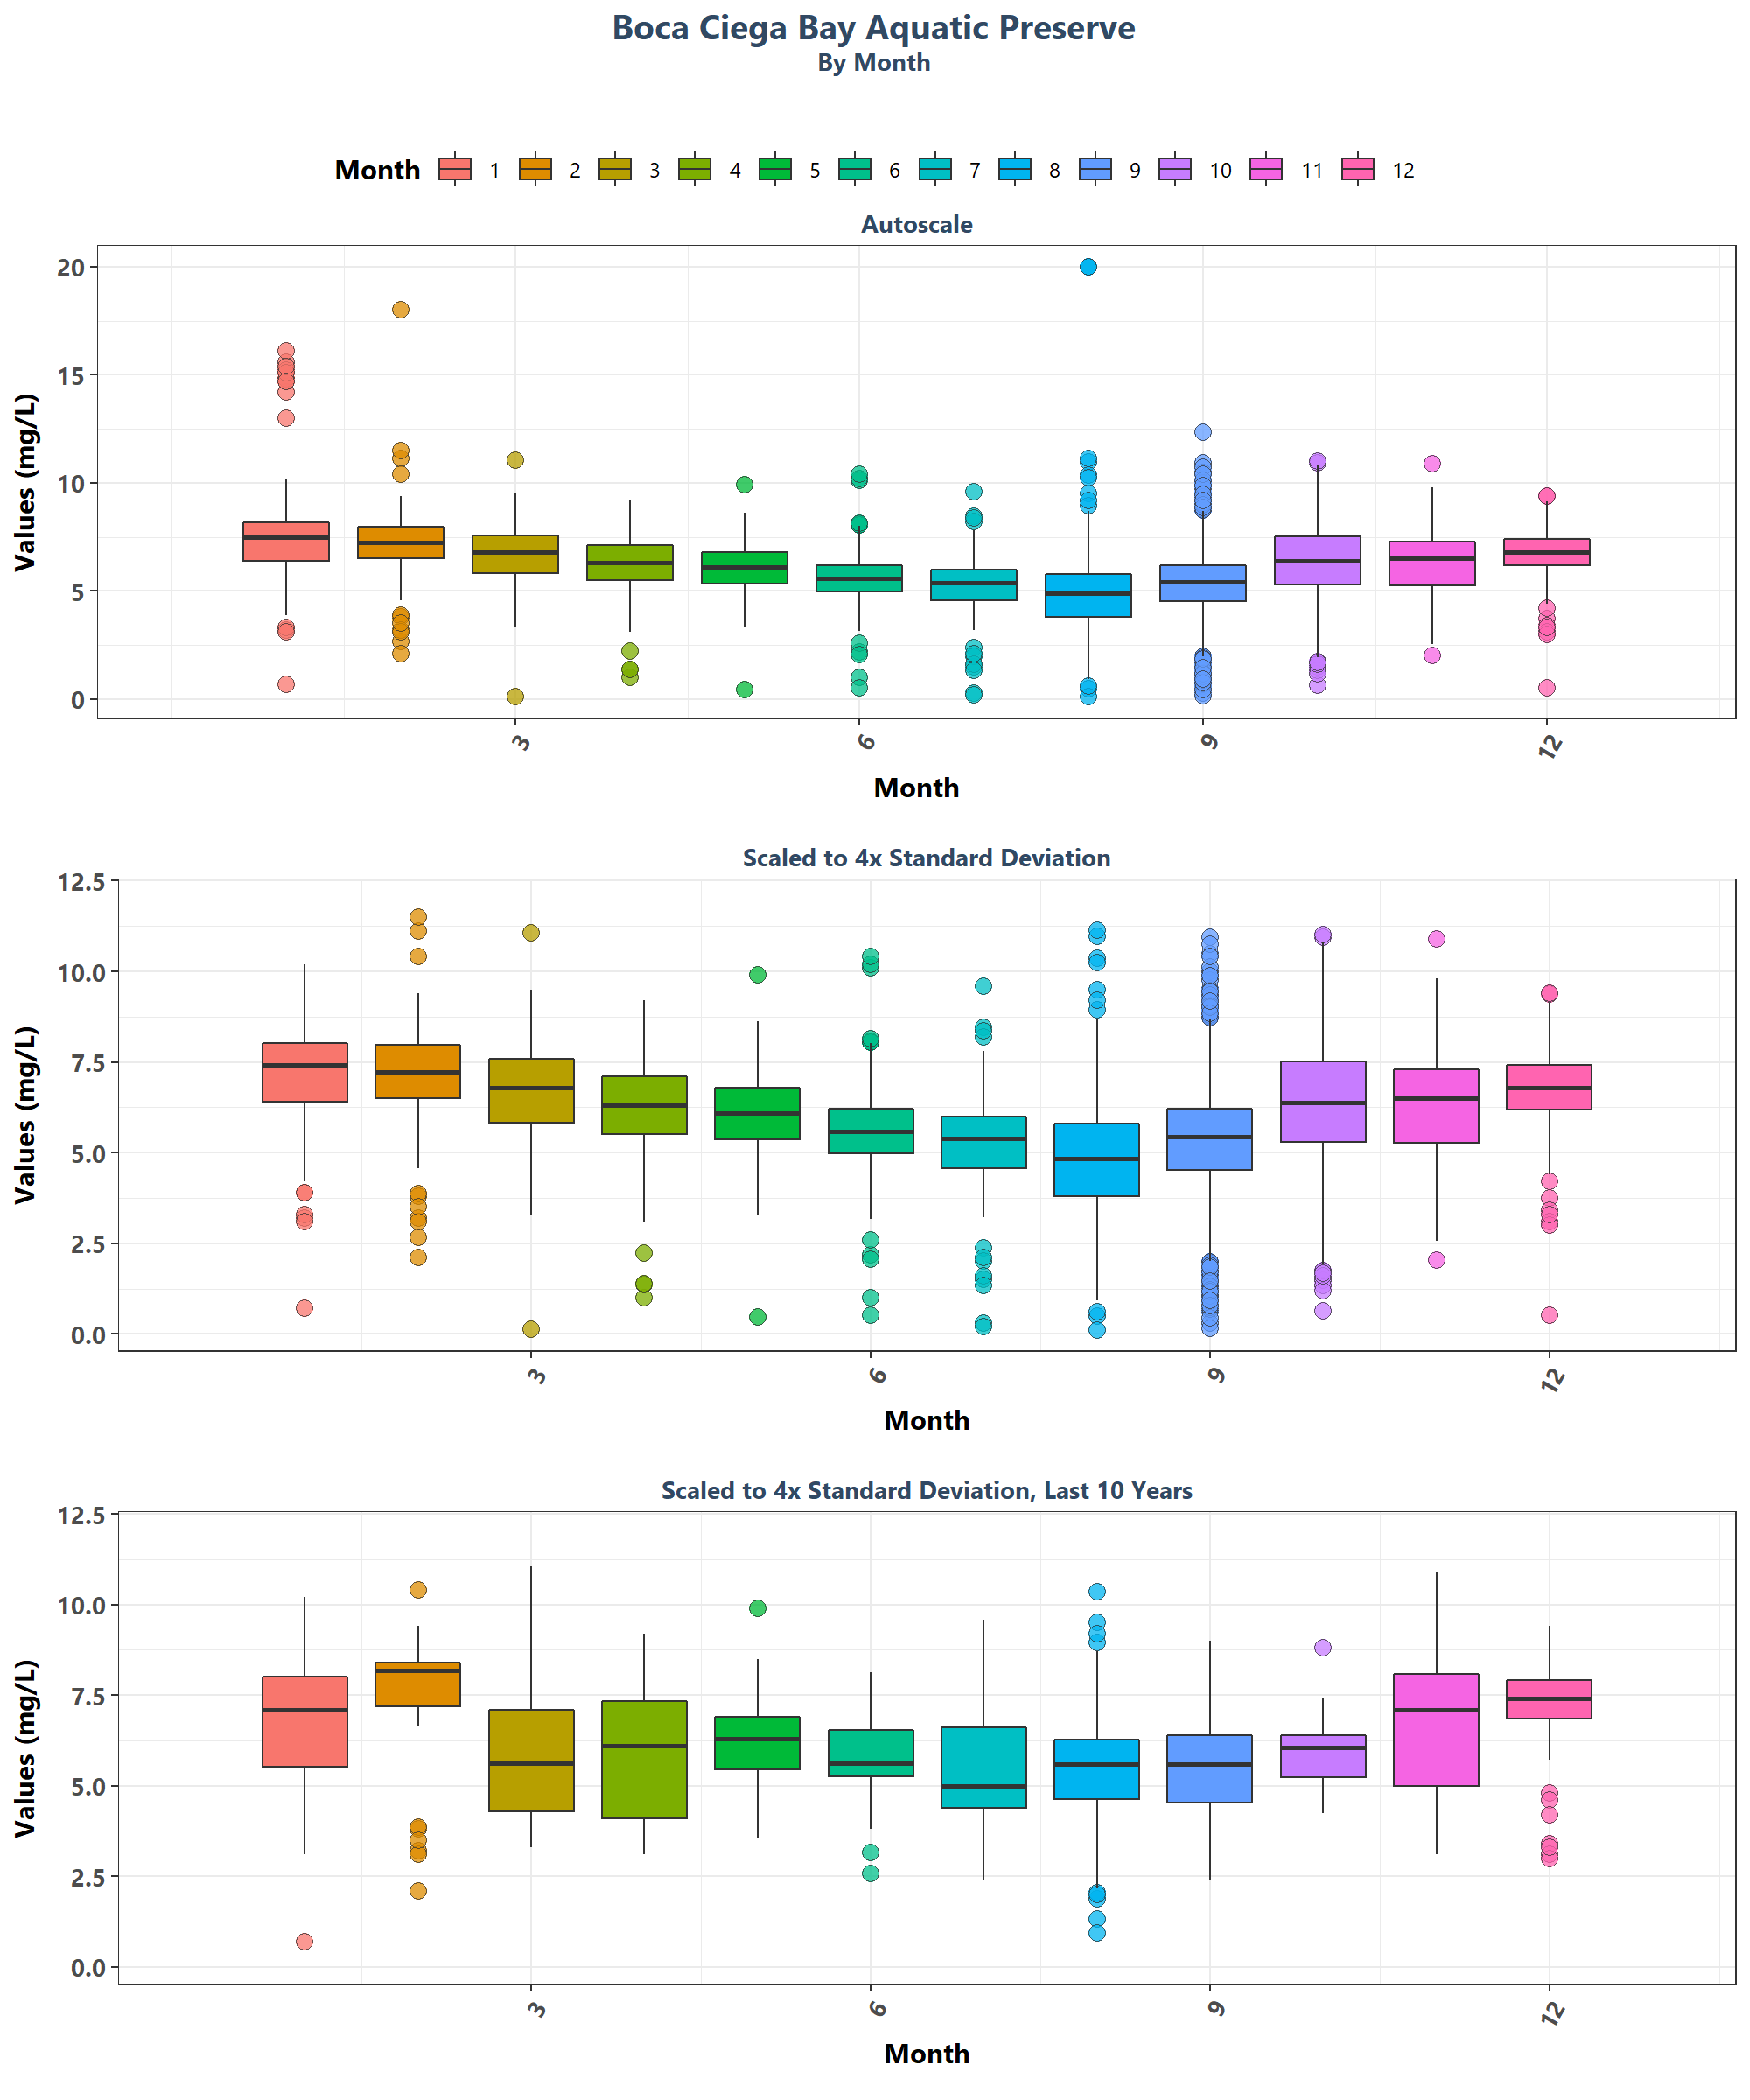 Boca Ciega Bay Aquatic Preserve
By Month
Month 1 2 3 4 5 6 7 8 9 10 11 12
Autoscale
20
15
10
5
0
Values (mg/L)
3 6 9 12
Month
Scaled to 4x Standard Deviation
12.5
10.0
7.5
5.0
2.5
0.0
Values (mg/L)
3 6 9 12
Month
Scaled to 4x Standard Deviation, Last 10 Years
12.5
10.0
7.5
5.0
2.5
0.0
Values (mg/L)
3 6 9 12
Month